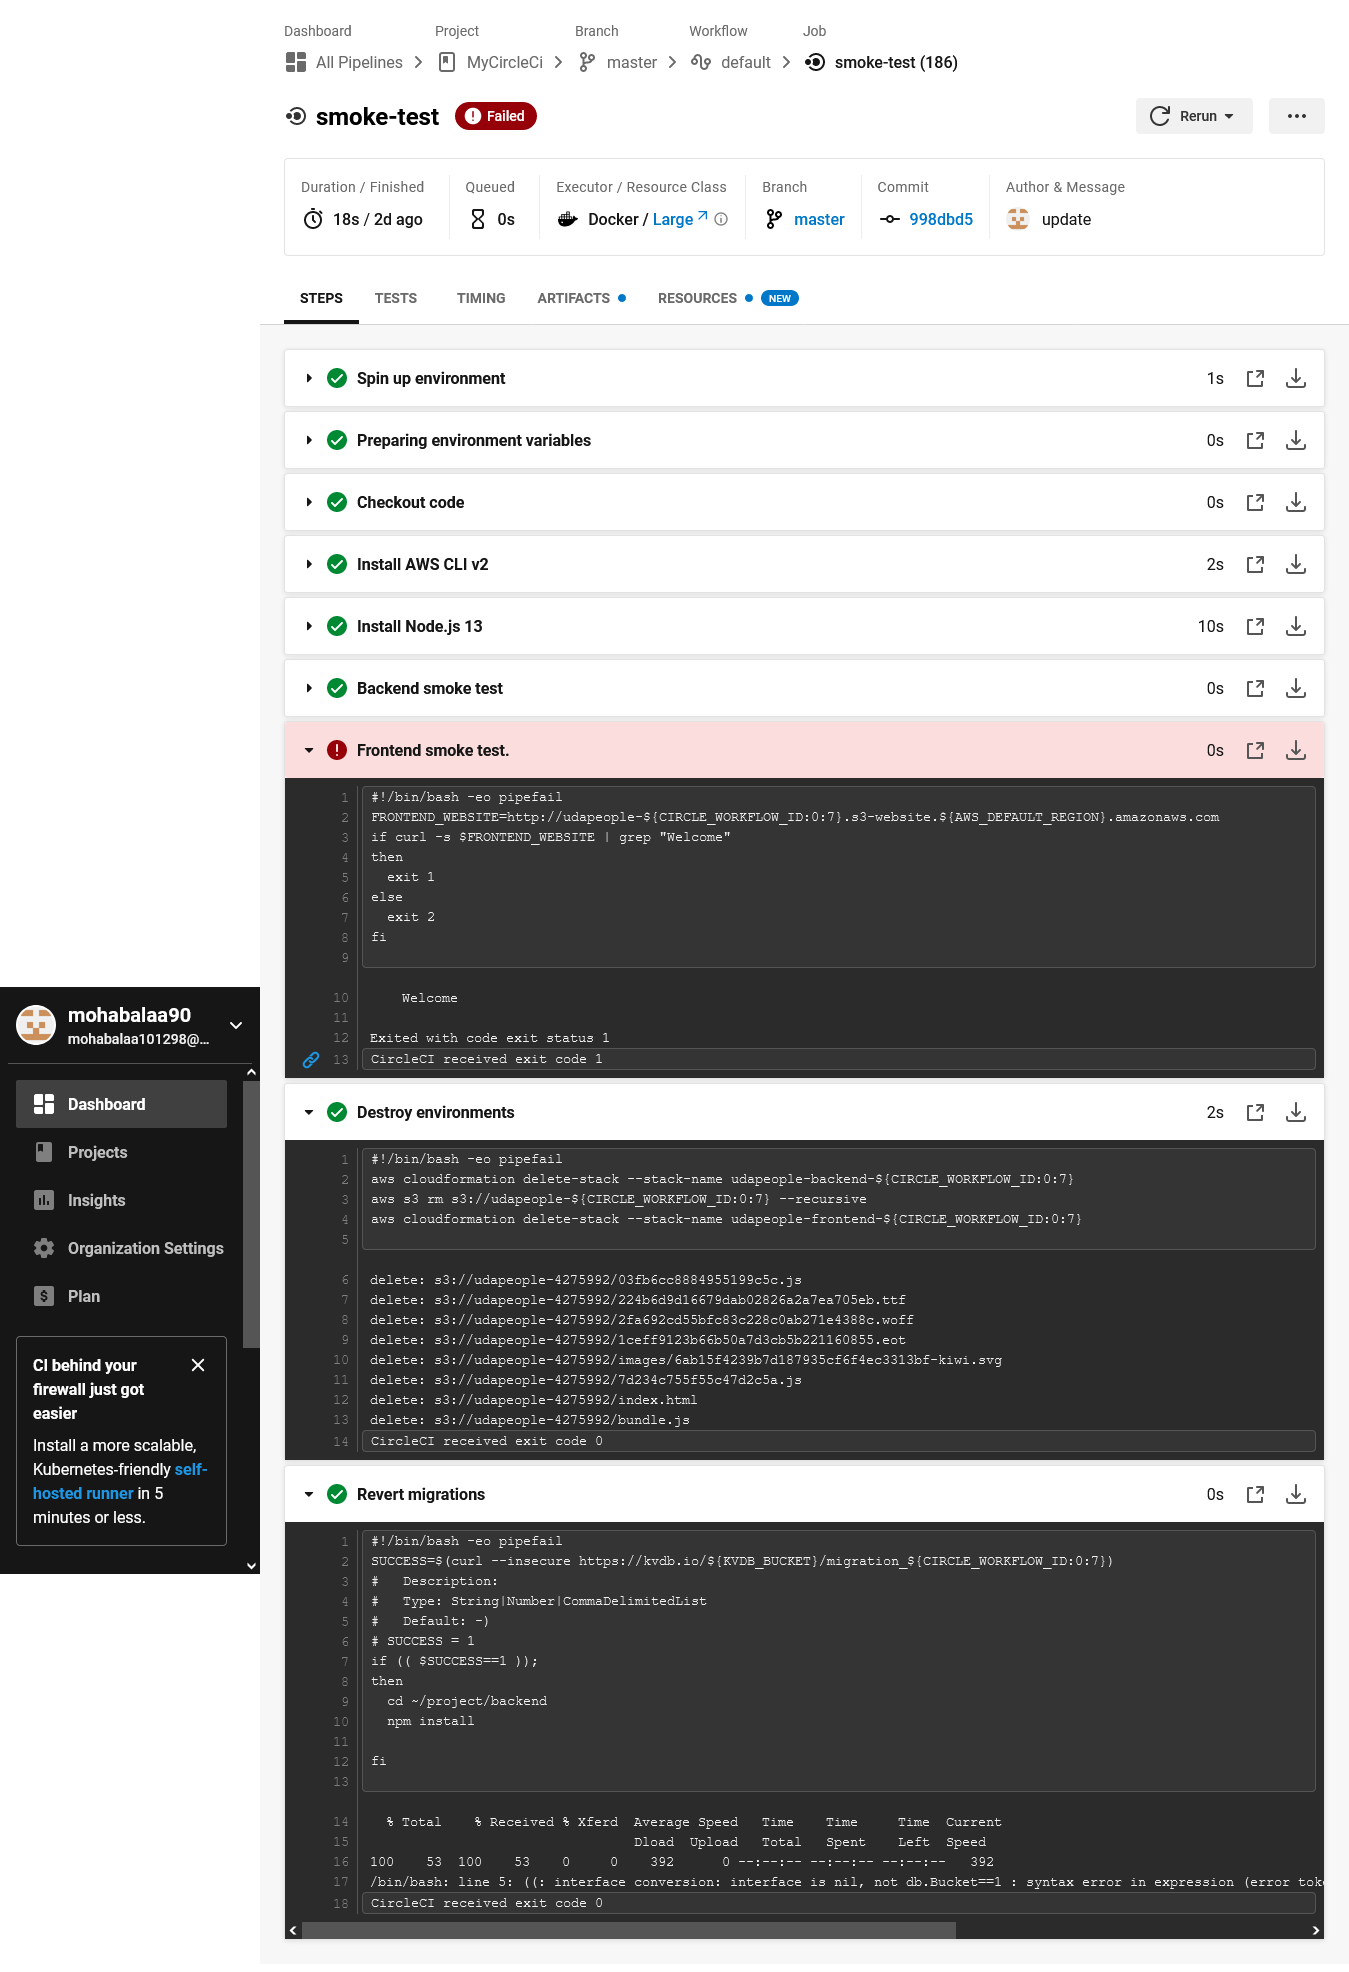 Dashboard Project Branch Workflow Job
All Pipelines MyCircleCi master default smoke-test (186)
smoke-test Failed Rerun
Duration / Finished Queued Executor / Resource Class Branch Commit Author & Message
18s / 2d ago 0s Docker / Large master 998dbd5 update
STEPS TESTS TIMING ARTIFACTS RESOURCES NEW
Spin up environment 1s
Preparing environment variables 0s
Checkout code 0s
Install AWS CLI v2 2s
Install Node.js 13 10s
Backend smoke test 0s
Frontend smoke test. 0s
1 #!/bin/bash -eo pipefail
2 FRONTEND_WEBSITE=http://udapeople-${CIRCLE_WORKFLOW_ID:0:7}.s3-website.${AWS_DEFAULT_REGION}.amazonaws.com
3 if curl -s $FRONTEND_WEBSITE | grep "Welcome"
4 then
5   exit 1
6 else
7   exit 2
8 fi
9
10     Welcome
11
12 Exited with code exit status 1
13 CircleCI received exit code 1
Destroy environments 2s
1 #!/bin/bash -eo pipefail
2 aws cloudformation delete-stack --stack-name udapeople-backend-${CIRCLE_WORKFLOW_ID:0:7}
3 aws s3 rm s3://udapeople-${CIRCLE_WORKFLOW_ID:0:7} --recursive
4 aws cloudformation delete-stack --stack-name udapeople-frontend-${CIRCLE_WORKFLOW_ID:0:7}
5
6 delete: s3://udapeople-4275992/03fb6cc8884955199c5c.js
7 delete: s3://udapeople-4275992/224b6d9d16679dab02826a2a7ea705eb.ttf
8 delete: s3://udapeople-4275992/2fa692cd55bfc83c228c0ab271e4388c.woff
9 delete: s3://udapeople-4275992/1ceff9123b66b50a7d3cb5b221160855.eot
10 delete: s3://udapeople-4275992/images/6ab15f4239b7d187935cf6f4ec3313bf-kiwi.svg
11 delete: s3://udapeople-4275992/7d234c755f55c47d2c5a.js
12 delete: s3://udapeople-4275992/index.html
13 delete: s3://udapeople-4275992/bundle.js
14 CircleCI received exit code 0
Revert migrations 0s
1 #!/bin/bash -eo pipefail
2 SUCCESS=$(curl --insecure https://kvdb.io/${KVDB_BUCKET}/migration_${CIRCLE_WORKFLOW_ID:0:7})
3 #   Description:
4 #   Type: String|Number|CommaDelimitedList
5 #   Default: -)
6 # SUCCESS = 1
7 if (( $SUCCESS==1 ));
8 then
9   cd ~/project/backend
10   npm install
11
12 fi
13
14   % Total    % Received % Xferd  Average Speed   Time    Time     Time  Current
15                                  Dload  Upload   Total   Spent    Left  Speed
16 100    53  100    53    0     0    392      0 --:--:-- --:--:-- --:--:--   392
17 /bin/bash: line 5: ((: interface conversion: interface is nil, not db.Bucket==1 : syntax error in expression (error tok
18 CircleCI received exit code 0
mohabalaa90
mohabalaa101298@...
Dashboard
Projects
Insights
Organization Settings
Plan
CI behind your
firewall just got
easier
Install a more scalable,
Kubernetes-friendly self-
hosted runner in 5
minutes or less.